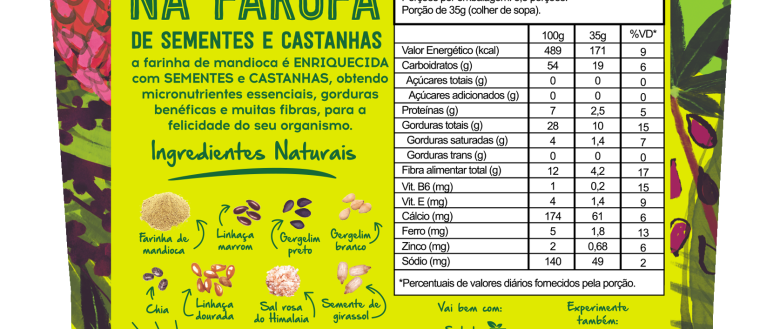 NA FAROFA
DE SEMENTES E CASTANHAS
a farinha de mandioca é ENRIQUECIDA
com SEMENTES e CASTANHAS, obtendo
micronutrientes essenciais, gorduras
benéficas e muitas fibras, para a
felicidade do seu organismo.
Ingredientes Naturais
Farinha de
mandioca
Linhaça
marrom
Gergelim
preto
Gergelim
branco
Chia
Linhaça
dourada
Sal rosa
do Himalaia
Semente de
girassol
Porção de 35g (colher de sopa).
100g 35g %VD*
Valor Energético (kcal) 489 171 9
Carboidratos (g) 54 19 6
Açúcares totais (g) 0 0 0
Açúcares adicionados (g) 0 0 0
Proteínas (g) 7 2,5 5
Gorduras totais (g) 28 10 15
Gorduras saturadas (g) 4 1,4 7
Gorduras trans (g) 0 0 0
Fibra alimentar total (g) 12 4,2 17
Vit. B6 (mg) 1 0,2 15
Vit. E (mg) 4 1,4 9
Cálcio (mg) 174 61 6
Ferro (mg) 5 1,8 13
Zinco (mg) 2 0,68 6
Sódio (mg) 140 49 2
*Percentuais de valores diários fornecidos pela porção.
Vai bem com:
Experimente
também: